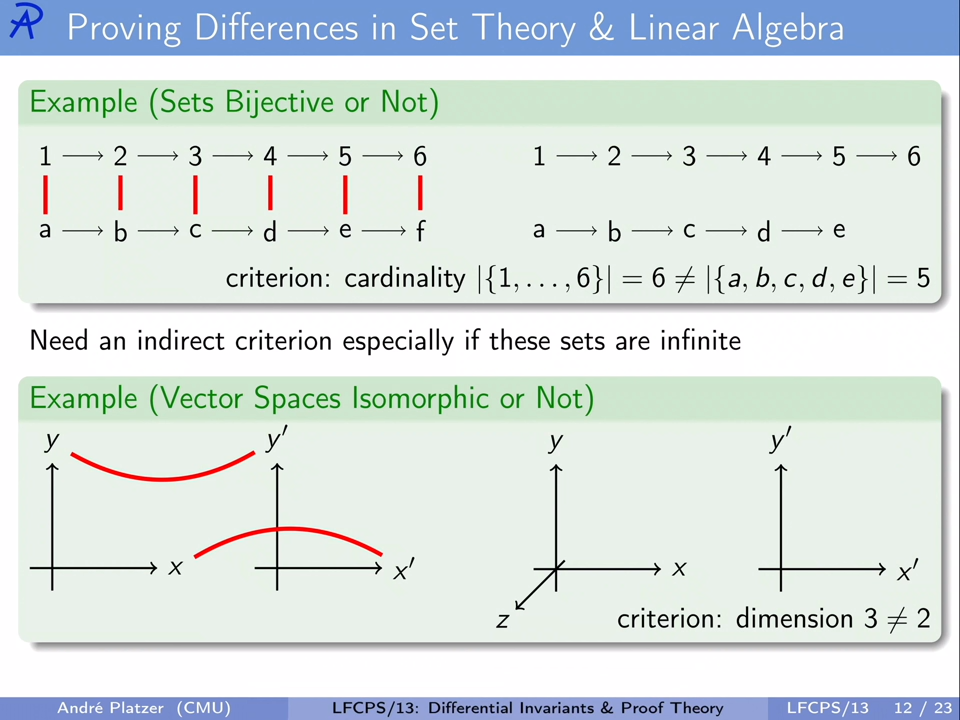 Proving Differences in Set Theory & Linear Algebra
Example (Sets Bijective or Not)
1 → 2 → 3 → 4 → 5 → 6
a → b → c → d → e → f
1 → 2 → 3 → 4 → 5 → 6
a → b → c → d → e
criterion: cardinality |{1, . . . , 6}| = 6 ≠ |{a, b, c, d, e}| = 5
Need an indirect criterion especially if these sets are infinite
Example (Vector Spaces Isomorphic or Not)
y
x
y′
x′
y
x
z
y′
x′
criterion: dimension 3 ≠ 2
André Platzer (CMU)
LFCPS/13: Differential Invariants & Proof Theory
LFCPS/13
12 / 23